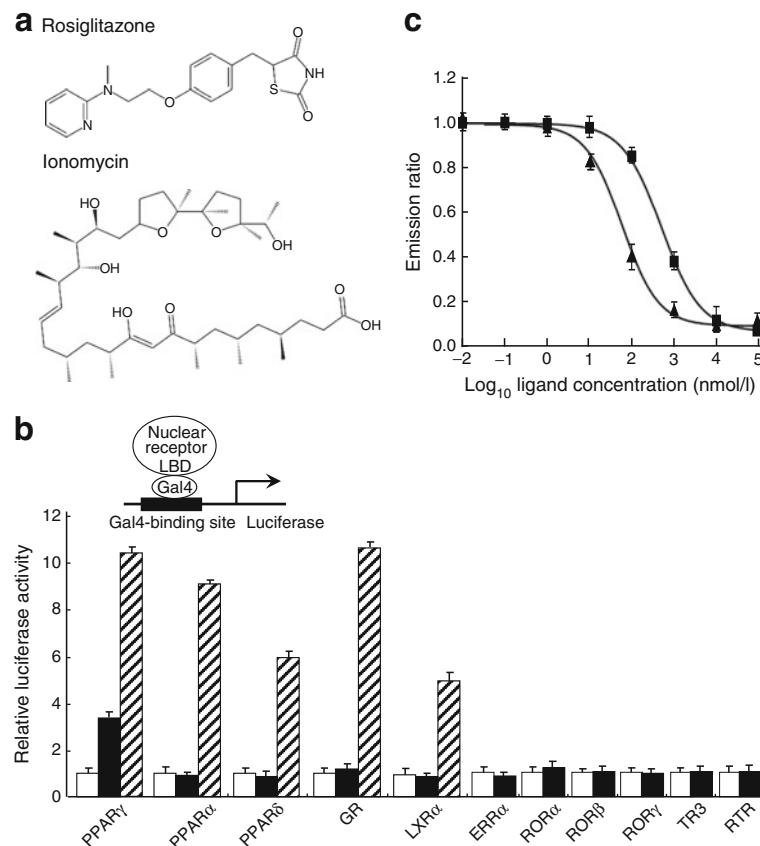 a
Rosiglitazone
O
NH
S
O
N
O
N
Ionomycin
HO
O
O
OH
OH
HO
O
O
OH
c
1.2
1.0
0.8
0.6
0.4
0.2
0
Emission ratio
−2 −1 0 1 2 3 4 5
Log10 ligand concentration (nmol/l)
b
Nuclear
receptor
LBD
Gal4
Gal4-binding site
Luciferase
12
10
8
6
4
2
0
Relative luciferase activity
PPARγ
PPARα
PPARδ
GR
LXRα
ERRα
RORα
RORβ
RORγ
TR3
RTR